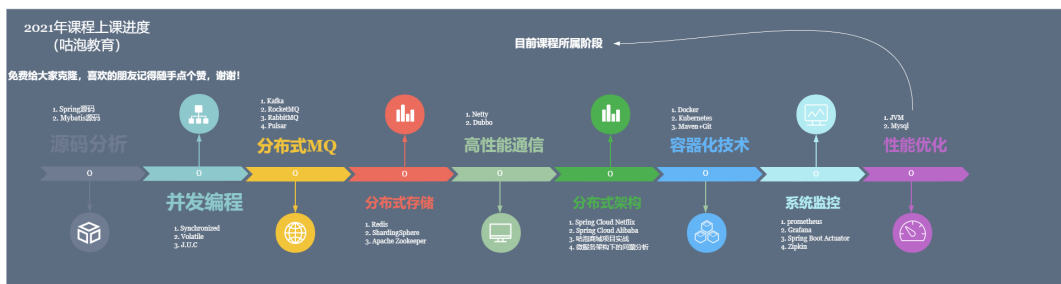 2021年课程上课进度
（咕泡教育）
目前课程所属阶段
免费给大家克隆，喜欢的朋友记得随手点个赞，谢谢！
1. Spring源码
2. Mybatis源码
源码分析
0
并发编程
1. Synchronized
2. Volatile
3. J.U.C
0
1. Kafka
2. RocketMQ
3. RabbitMQ
4. Pulsar
分布式MQ
0
分布式存储
1. Redis
2. ShardingSphere
3. Apache Zookeeper
0
1. Netty
2. Dubbo
高性能通信
0
分布式架构
1. Spring Cloud Netflix
2. Spring Cloud Alibaba
3. 咕泡商城项目实战
4. 微服务架构下的问题分析
0
1. Docker
2. Kubernetes
3. Maven+Git
容器化技术
0
系统监控
1. prometheus
2. Grafana
3. Spring Boot Actuator
4. Zipkin
0
1. JVM
2. Mysql
性能优化
0